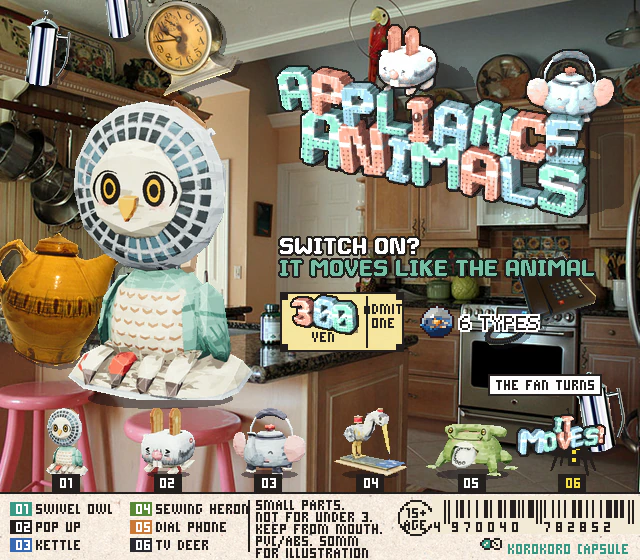 APPLIANCE
ANIMALS
SWITCH ON?
IT MOVES LIKE THE ANIMAL
300
YEN
ADMIT
ONE
6 TYPES
THE FAN TURNS
IT
MOVES!
01
02
03
04
05
06
01 SWIVEL OWL
02 POP UP
03 KETTLE
04 SEWING HERON
05 DIAL PHONE
06 TV DEER
SMALL PARTS.
NOT FOR UNDER 3.
KEEP FROM MOUTH.
PVC/ABS. 50MM
FOR ILLUSTRATION
15+
AGE
4 970040 782852
KOROKORO CAPSULE